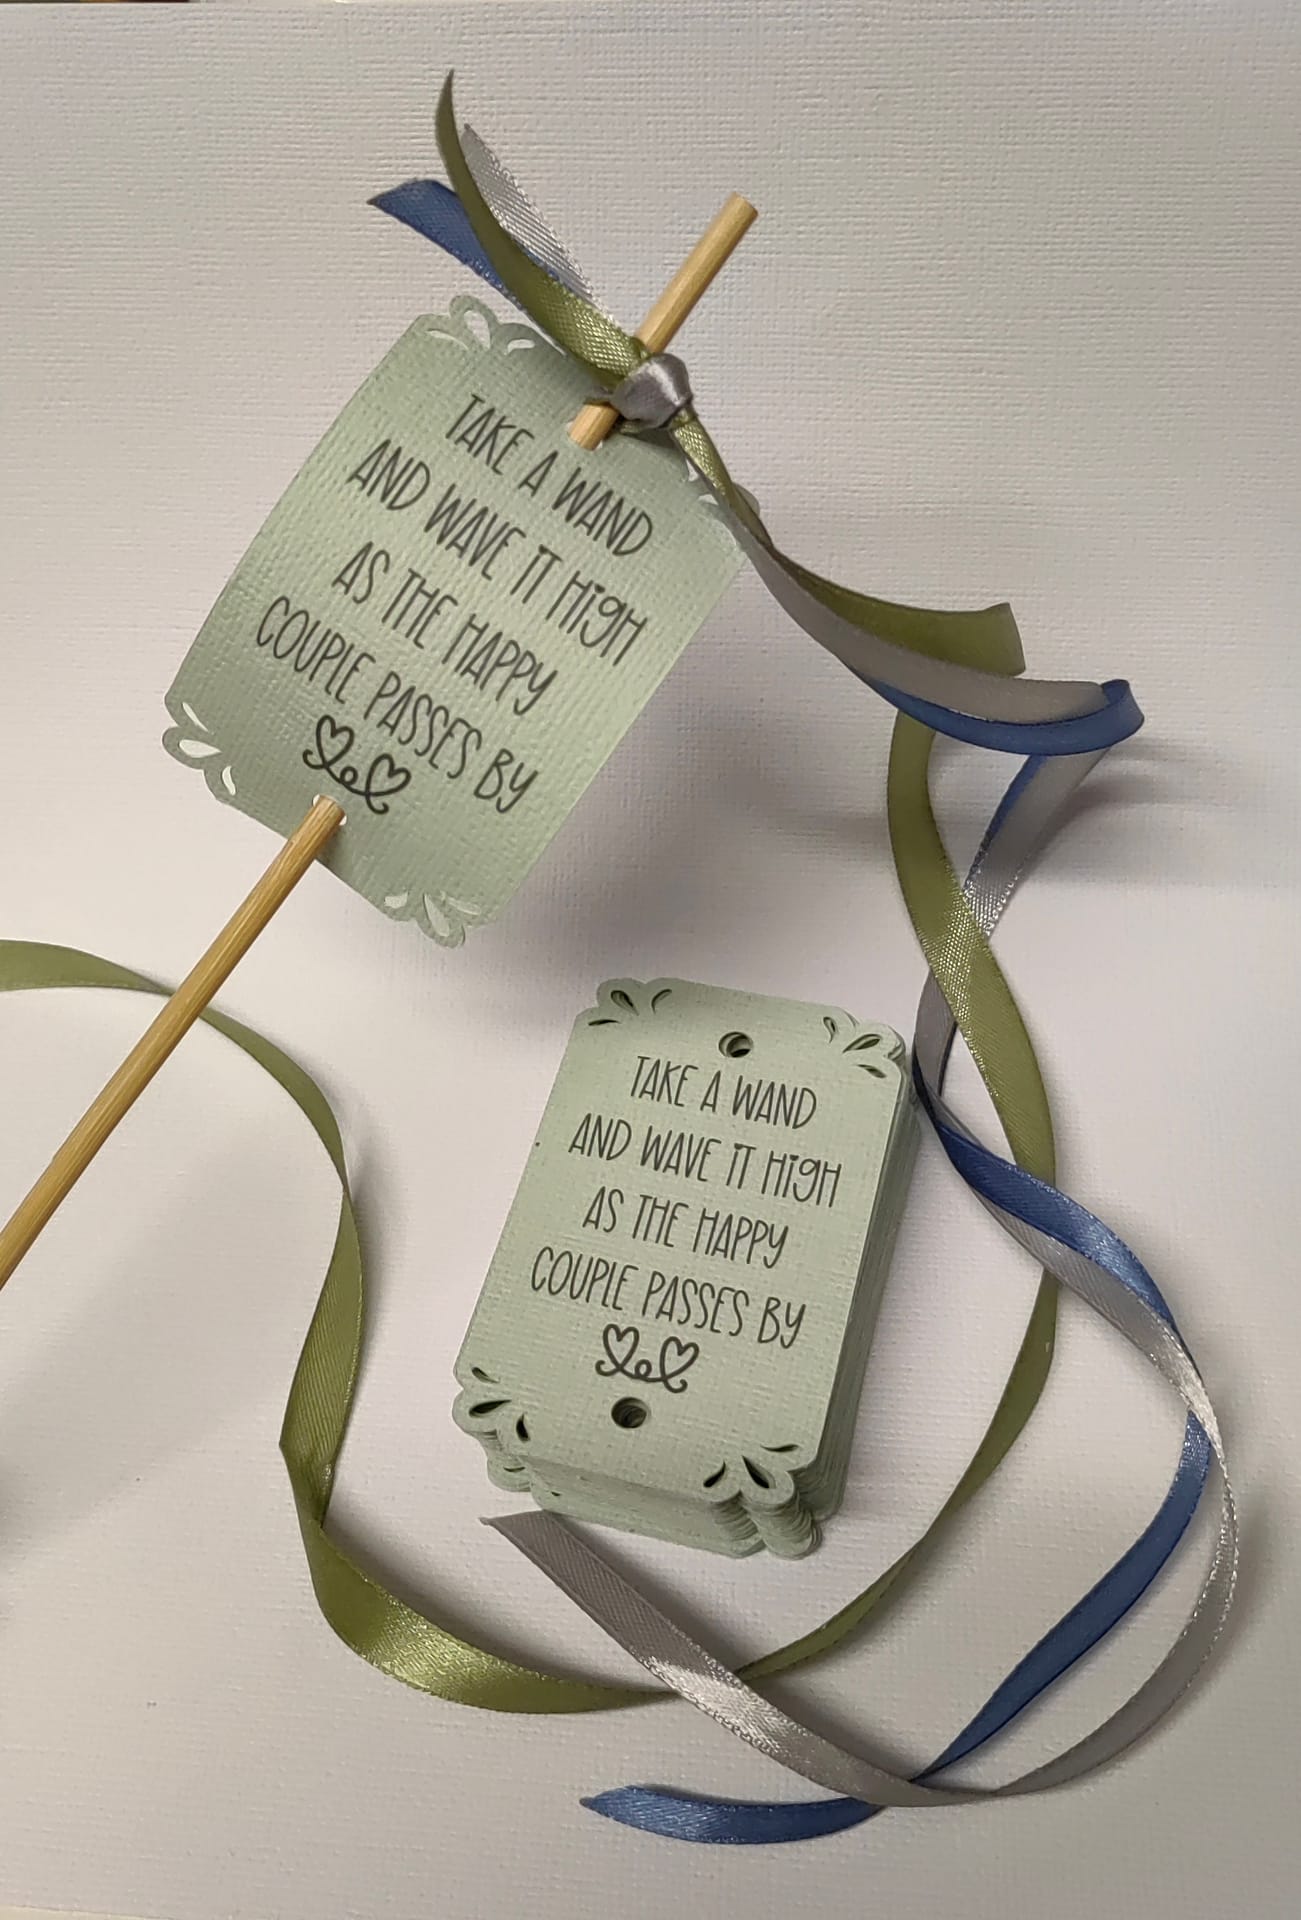 TAKE A WAND
AND WAVE IT HIGH
AS THE HAPPY
COUPLE PASSES BY
TAKE A WAND
AND WAVE IT HIGH
AS THE HAPPY
COUPLE PASSES BY